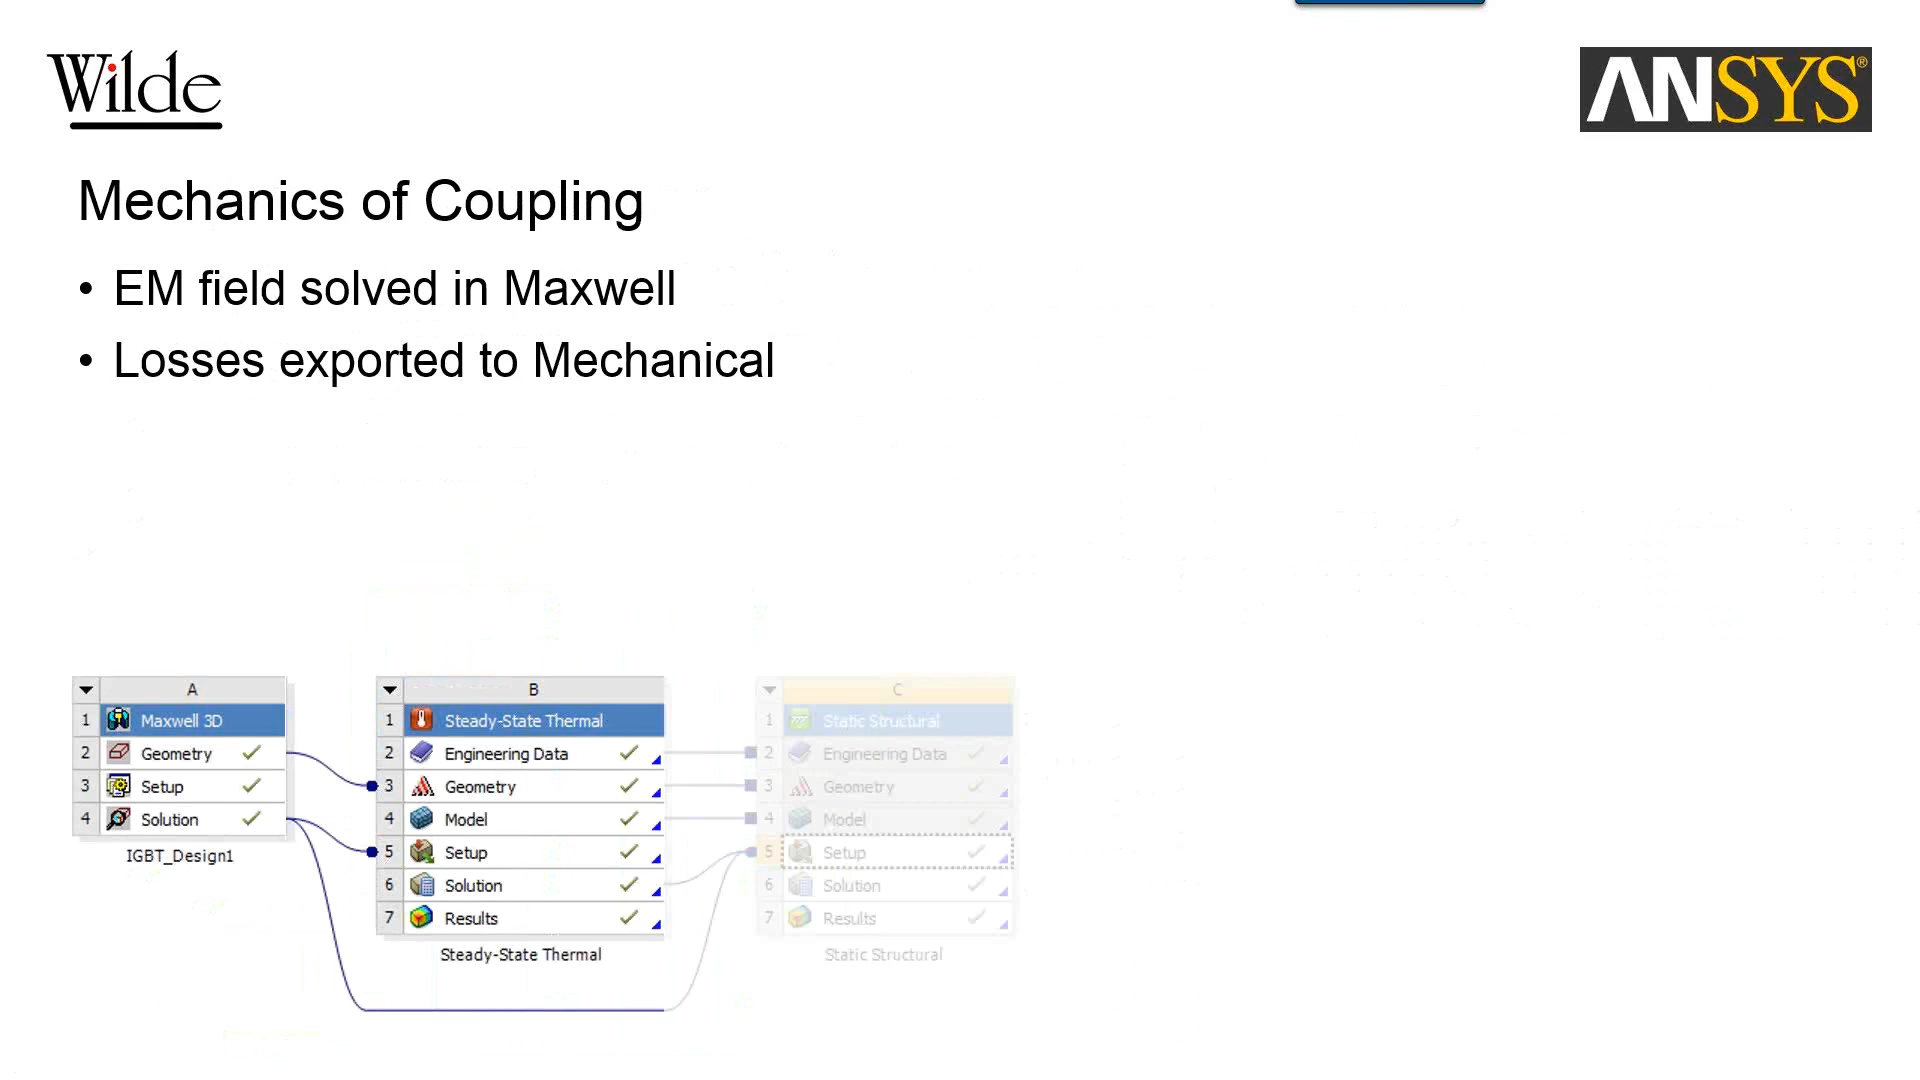 Wilde
ANSYS®
Mechanics of Coupling
• EM field solved in Maxwell
• Losses exported to Mechanical
A
1 Maxwell 3D
2 Geometry
3 Setup
4 Solution
IGBT_Design1
B
1 Steady-State Thermal
2 Engineering Data
3 Geometry
4 Model
5 Setup
6 Solution
7 Results
Steady-State Thermal
C
1 Static Structural
2 Engineering Data
3 Geometry
4 Model
5 Setup
6 Solution
7 Results
Static Structural